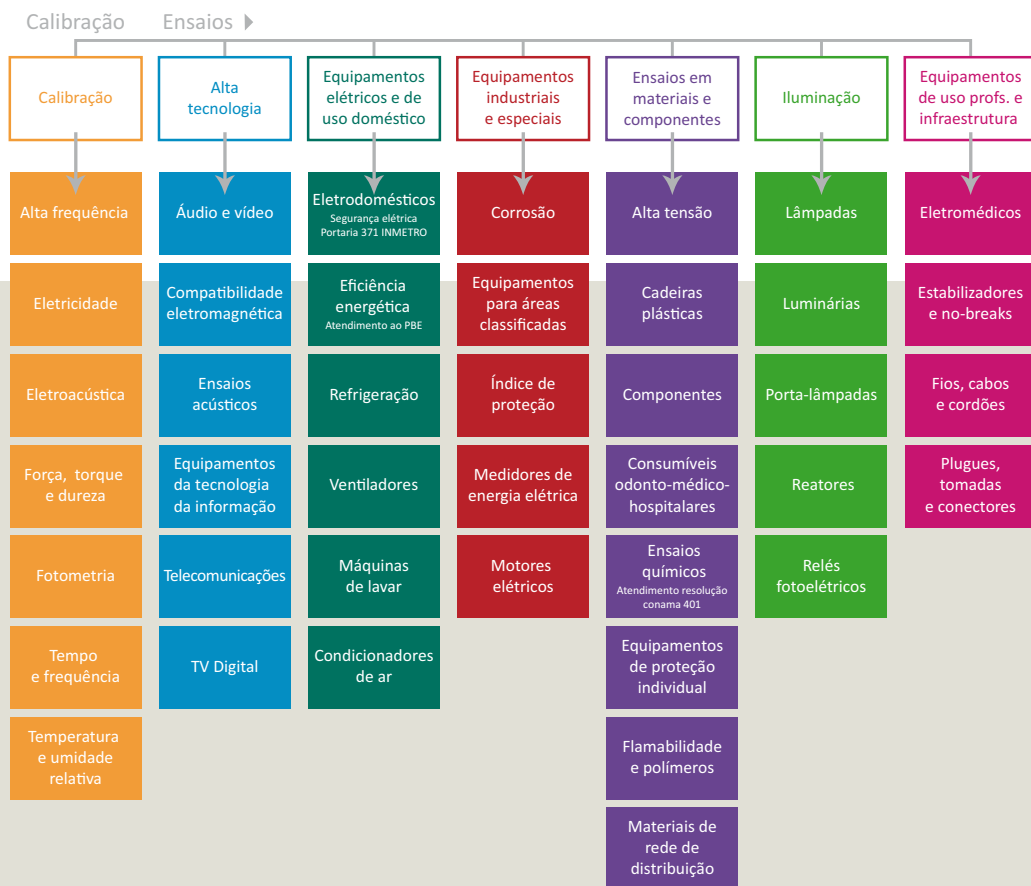 Calibração
Ensaios
Calibração
Alta
tecnologia
Equipamentos
elétricos e de
uso doméstico
Equipamentos
industriais
e especiais
Ensaios em
materiais e
componentes
Iluminação
Equipamentos
de uso profs. e
infraestrutura
Alta frequência
Eletricidade
Eletroacústica
Força, torque
e dureza
Fotometria
Tempo
e frequência
Temperatura
e umidade
relativa
Áudio e vídeo
Compatibilidade
eletromagnética
Ensaios
acústicos
Equipamentos
da tecnologia
da informação
Telecomunicações
TV Digital
Eletrodomésticos
Segurança elétrica
Portaria 371 INMETRO
Eficiência
energética
Atendimento ao PBE
Refrigeração
Ventiladores
Máquinas
de lavar
Condicionadores
de ar
Corrosão
Equipamentos
para áreas
classificadas
Índice de
proteção
Medidores de
energia elétrica
Motores
elétricos
Alta tensão
Cadeiras
plásticas
Componentes
Consumíveis
odonto-médico-
hospitalares
Ensaios
químicos
Atendimento resolução
conama 401
Equipamentos
de proteção
individual
Flamabilidade
e polímeros
Materiais de
rede de
distribuição
Lâmpadas
Luminárias
Porta-lâmpadas
Reatores
Relés
fotoelétricos
Eletromédicos
Estabilizadores
e no-breaks
Fios, cabos
e cordões
Plugues,
tomadas
e conectores